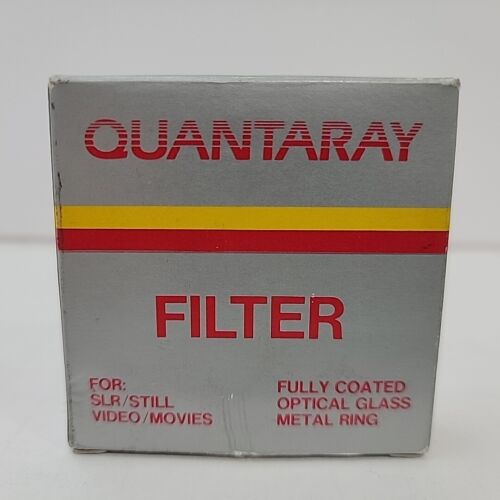 QUANTARAY
FILTER
FOR:
SLR/STILL
VIDEO/MOVIES
FULLY COATED
OPTICAL GLASS
METAL RING